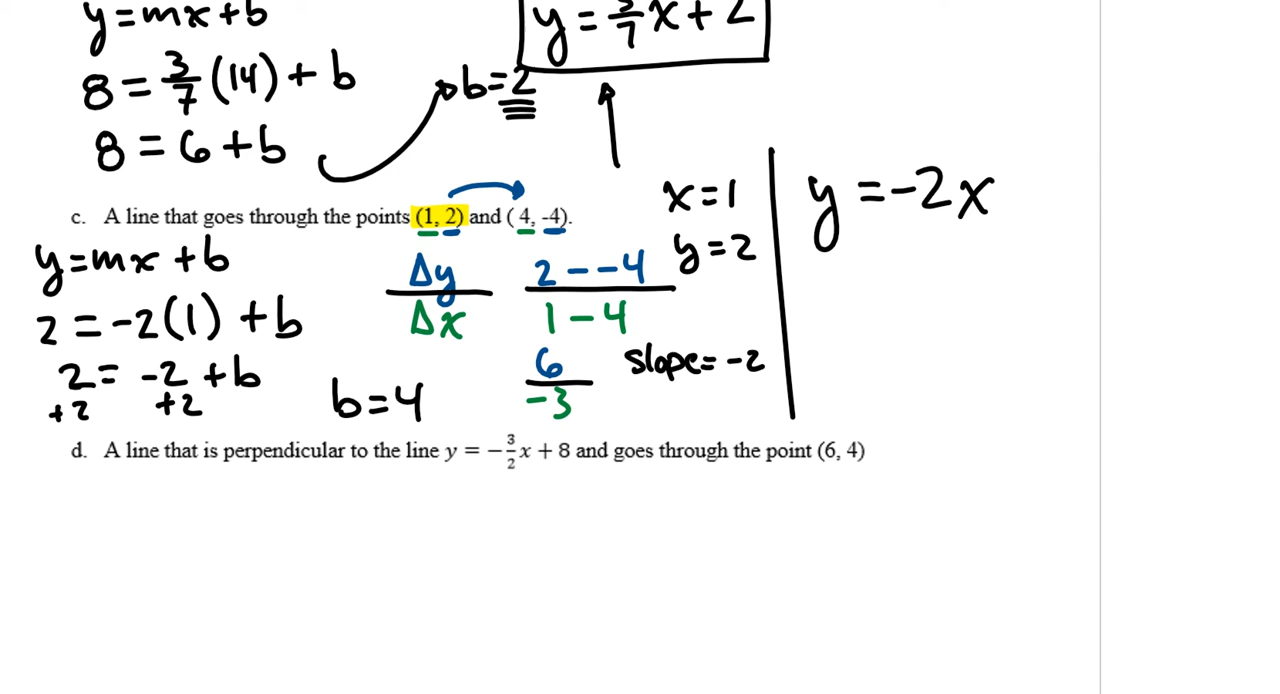 y = mx + b
y = 3/7 x + 2
8 = 3/7 (14) + b
b = 2
8 = 6 + b
c. A line that goes through the points (1, 2) and ( 4, -4).
x = 1
y = 2
y = -2x
y = mx + b
Δy/Δx
2 - -4 / 1 - 4
2 = -2(1) + b
2 = -2 + b
+2 +2
b = 4
6/-3
slope = -2
d. A line that is perpendicular to the line y = −3/2 x + 8 and goes through the point (6, 4)